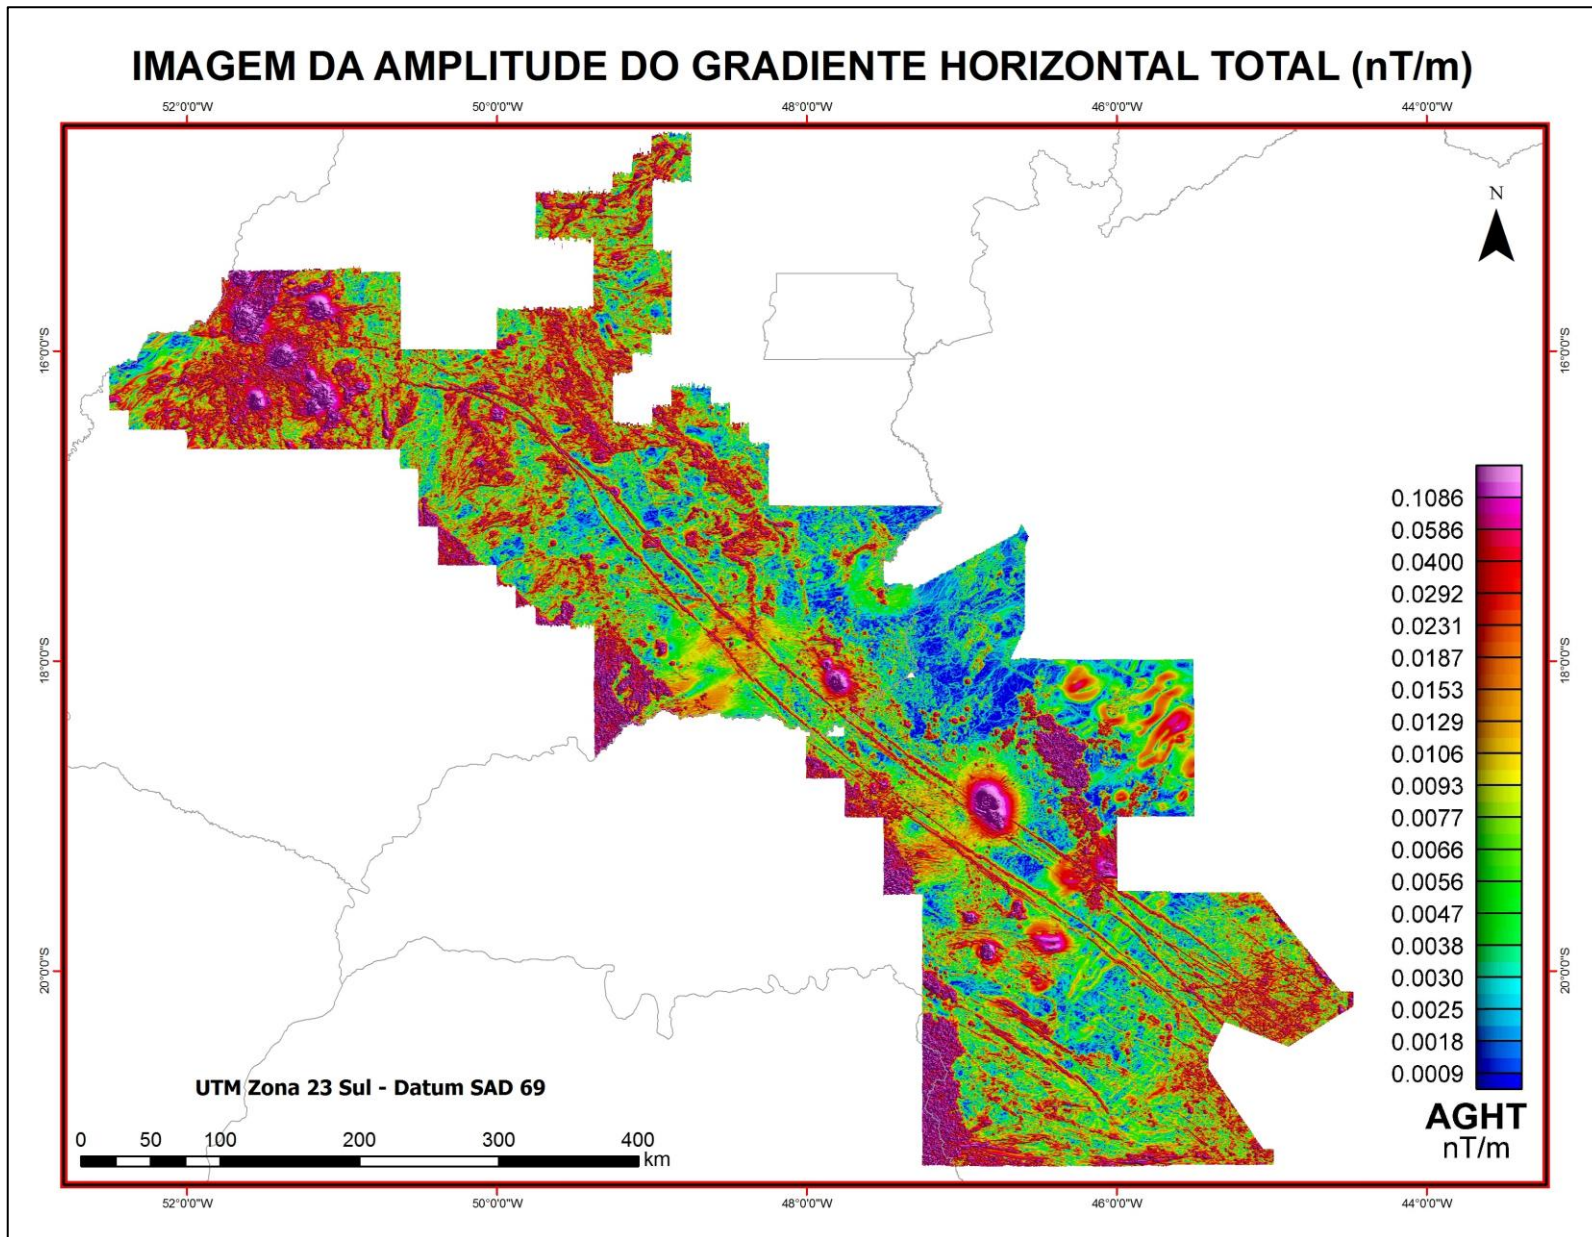 IMAGEM DA AMPLITUDE DO GRADIENTE HORIZONTAL TOTAL (nT/m)
52°0'0"W 50°0'0"W 48°0'0"W 46°0'0"W 44°0'0"W
N
16°0'0"S 16°0'0"S
18°0'0"S 18°0'0"S
20°0'0"S 20°0'0"S
0.1086
0.0586
0.0400
0.0292
0.0231
0.0187
0.0153
0.0129
0.0106
0.0093
0.0077
0.0066
0.0056
0.0047
0.0038
0.0030
0.0025
0.0018
0.0009
AGHT
nT/m
UTM Zona 23 Sul - Datum SAD 69
0 50 100 200 300 400
km
52°0'0"W 50°0'0"W 48°0'0"W 46°0'0"W 44°0'0"W